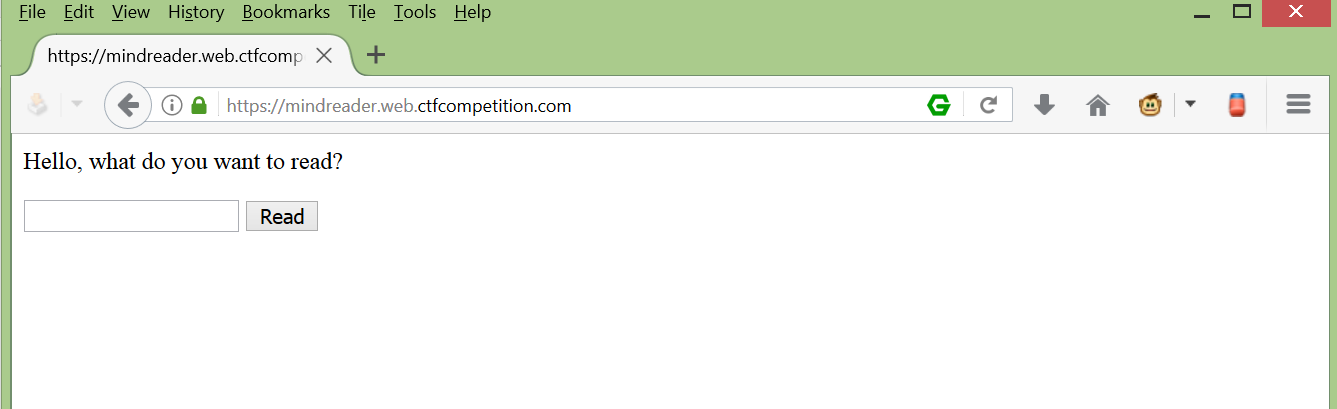 File Edit View History Bookmarks Tile Tools Help
https://mindreader.web.ctfcomp
https://mindreader.web.ctfcompetition.com
Hello, what do you want to read?
Read